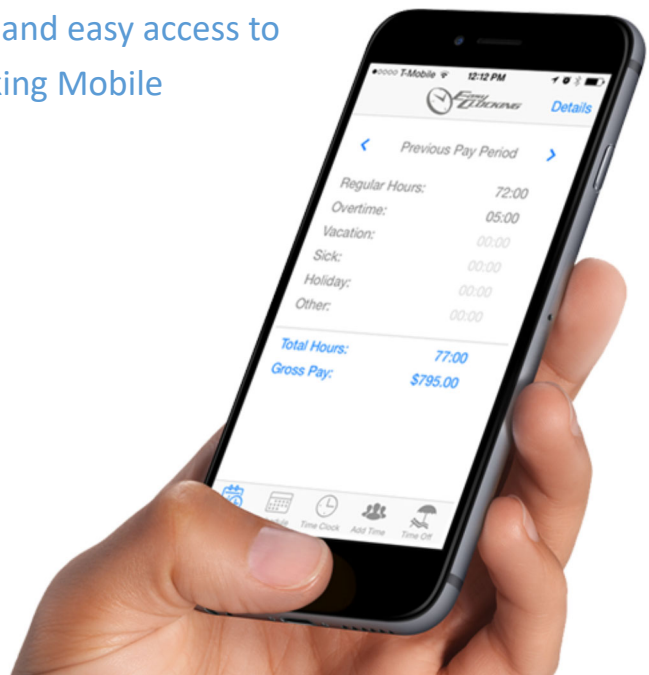 and easy access to
king Mobile
T-Mobile 12:12 PM
EASY CLOCKING Details
Previous Pay Period
Regular Hours: 72:00
Overtime: 05:00
Vacation: 00:00
Sick: 00:00
Holiday: 00:00
Other: 00:00
Total Hours: 77:00
Gross Pay: $795.00
Time Clock Add Time Time Off